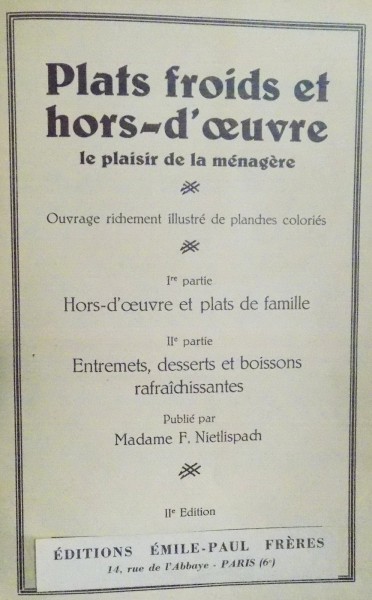 Plats froids et
hors-d'œuvre
le plaisir de la ménagère
Ouvrage richement illustré de planches coloriés
Iʳᵉ partie
Hors-d'œuvre et plats de famille
IIᵉ partie
Entremets, desserts et boissons
rafraîchissantes
Publié par
Madame F. Nietlispach
IIᵉ Edition
ÉDITIONS ÉMILE-PAUL FRÈRES
14, rue de l'Abbaye - PARIS (6ᵉ)